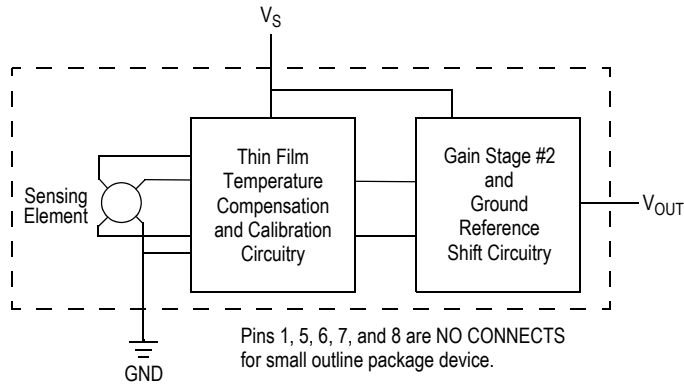 VS
Sensing
Element
Thin Film
Temperature
Compensation
and Calibration
Circuitry
Gain Stage #2
and
Ground
Reference
Shift Circuitry
VOUT
Pins 1, 5, 6, 7, and 8 are NO CONNECTS
for small outline package device.
GND